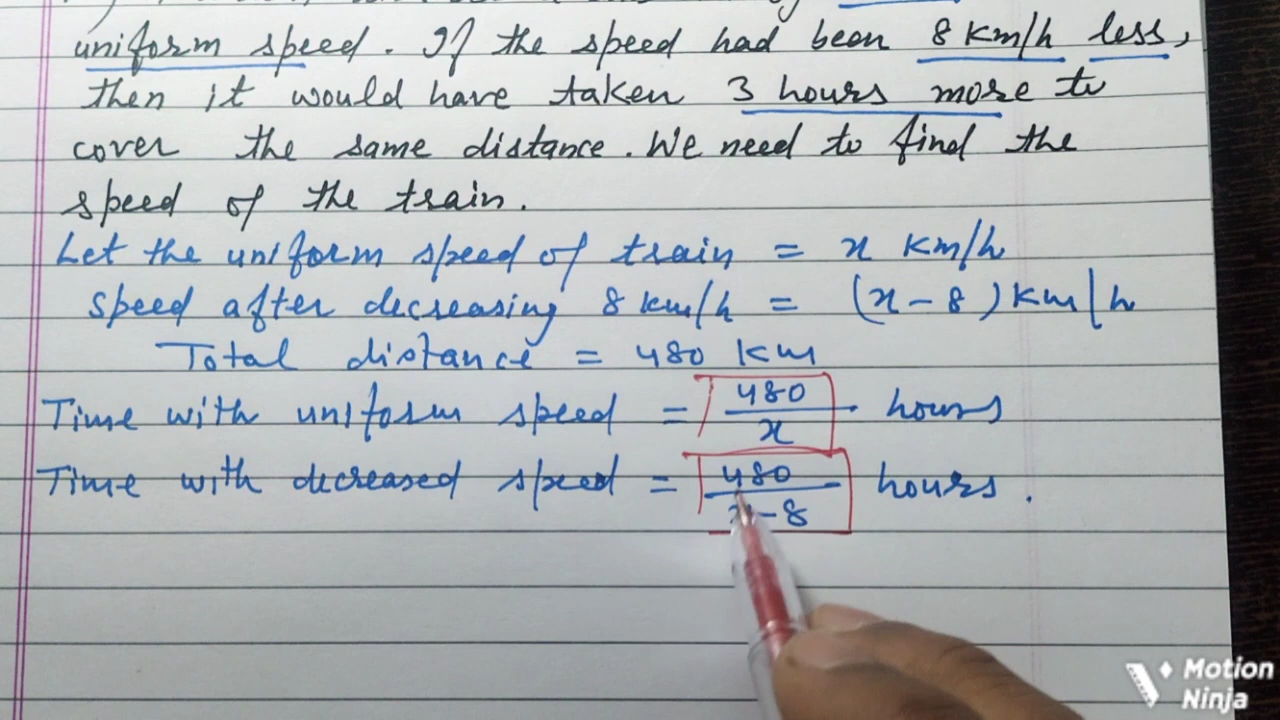 uniform speed. If the speed had been 8 km/h less,
then it would have taken 3 hours more to
cover the same distance. We need to find the
speed of the train.
Let the uniform speed of train = x km/h
speed after decreasing 8 km/h = (x-8) km/h
Total distance = 480 km
Time with uniform speed = 480/x hours
Time with decreased speed = 480/x-8 hours.
Motion
Ninja